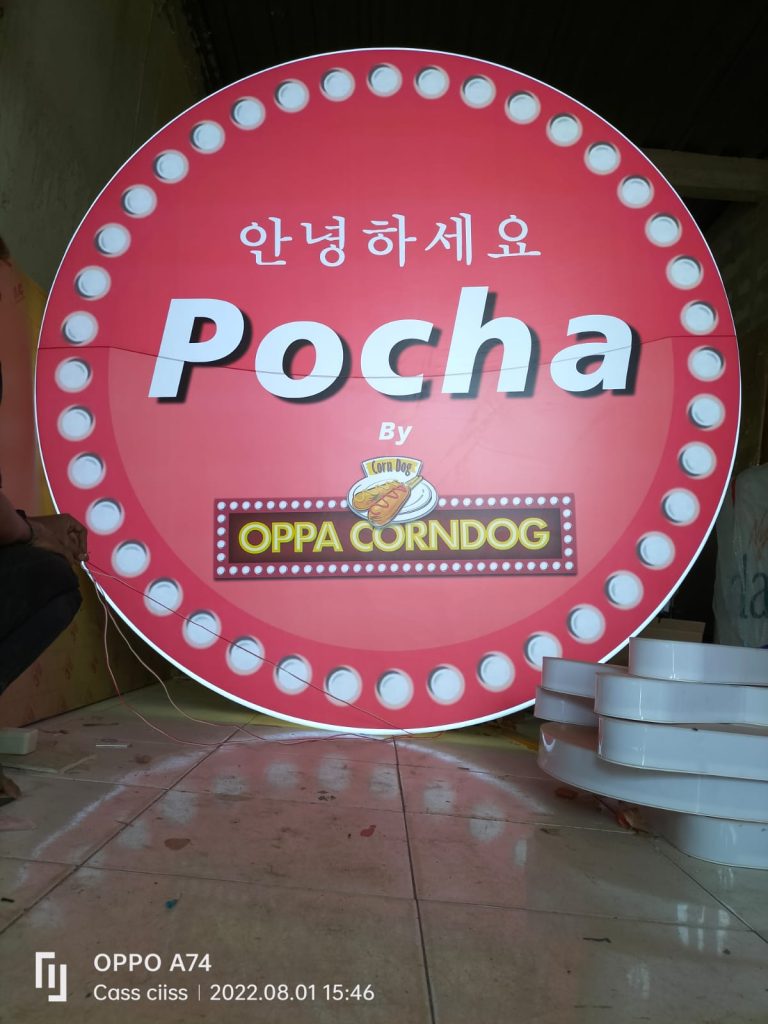 안녕하세요
Pocha
By
Corn Dog
OPPA CORNDOG
OPPO A74
Cass ciiss | 2022.08.01 15:46